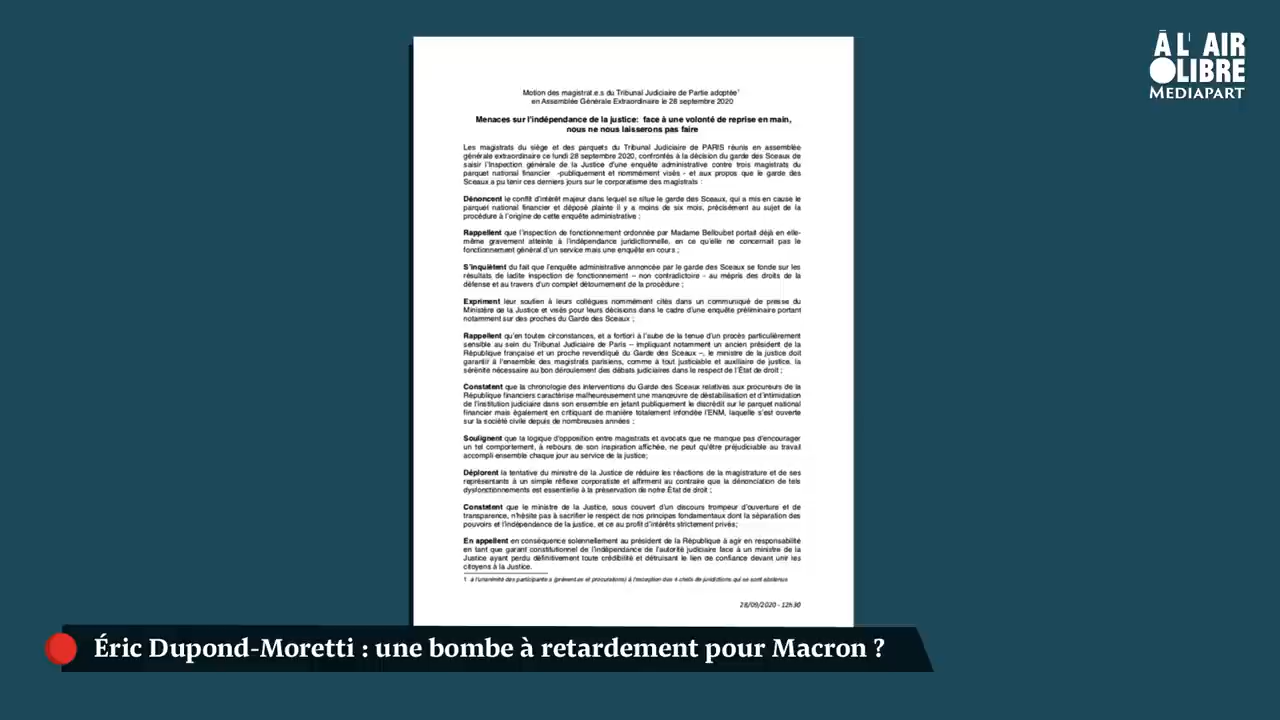 À L' AIR
LIBRE
MEDIAPART
Motion des magistrat.e.s du Tribunal Judiciaire de Partie adoptée¹
en Assemblée Générale Extraordinaire le 28 septembre 2020
Menaces sur l'indépendance de la justice: face à une volonté de reprise en main,
nous ne nous laisserons pas faire
Les magistrats du siège et des parquets du Tribunal Judiciaire de PARIS réunis en assemblée
générale extraordinaire ce lundi 28 septembre 2020, confrontés à la décision du garde des Sceaux de
saisir l'Inspection générale de la Justice d'une enquête administrative contre trois magistrats du
parquet national financier -publiquement et nommément visés - et aux propos que le garde des
Sceaux a pu tenir ces derniers jours sur le corporatisme des magistrats :
Dénoncent le conflit d'intérêt majeur dans lequel se situe le garde des Sceaux, qui a mis en cause le
parquet national financier et déposé plainte il y a moins de six mois, précisément au sujet de la
procédure à l'origine de cette enquête administrative ;
Rappellent que l'inspection de fonctionnement ordonnée par Madame Belloubet portait déjà en elle-
même gravement atteinte à l'indépendance juridictionnelle, en ce qu'elle ne concernait pas le
fonctionnement général d'un service mais une enquête en cours ;
S'inquiètent du fait que l'enquête administrative annoncée par le garde des Sceaux se fonde sur les
résultats de ladite inspection de fonctionnement – non contradictoire - au mépris des droits de la
défense et au travers d'un complet détournement de la procédure ;
Expriment leur soutien à leurs collègues nommément cités dans un communiqué de presse du
Ministère de la Justice et visés pour leurs décisions dans le cadre d'une enquête préliminaire portant
notamment sur des proches du Garde des Sceaux ;
Rappellent qu'en toutes circonstances, et a fortiori à l'aube de la tenue d'un procès particulièrement
sensible au sein du Tribunal Judiciaire de Paris – impliquant notamment un ancien président de la
République française et un proche revendiqué du Garde des Sceaux –, le ministre de la justice doit
garantir à l'ensemble des magistrats parisiens, comme à tout justiciable et auxiliaire de justice, la
sérénité nécessaire au bon déroulement des débats judiciaires dans le respect de l'État de droit ;
Constatent que la chronologie des interventions du Garde des Sceaux relatives aux procureurs de la
République financiers caractérise malheureusement une manœuvre de déstabilisation et d'intimidation
de l'institution judiciaire dans son ensemble en jetant publiquement le discrédit sur le parquet national
financier mais également en critiquant de manière totalement infondée l'ENM, laquelle s'est ouverte
sur la société civile depuis de nombreuses années ;
Soulignent que la logique d'opposition entre magistrats et avocats que ne manque pas d'encourager
un tel comportement, à rebours de son inspiration affichée, ne peut qu'être préjudiciable au travail
accompli ensemble chaque jour au service de la justice;
Déplorent la tentative du ministre de la Justice de réduire les réactions de la magistrature et de ses
représentants à un simple réflexe corporatiste et affirment au contraire que la dénonciation de tels
dysfonctionnements est essentielle à la préservation de notre État de droit ;
Constatent que le ministre de la Justice, sous couvert d'un discours trompeur d'ouverture et de
transparence, n'hésite pas à sacrifier le respect de nos principes fondamentaux dont la séparation des
pouvoirs et l'indépendance de la justice, et ce au profit d'intérêts strictement privés;
En appellent en conséquence solennellement au président de la République à agir en responsabilité
en tant que garant constitutionnel de l'indépendance de l'autorité judiciaire face à un ministre de la
Justice ayant perdu définitivement toute crédibilité et détruisant le lien de confiance devant unir les
citoyens à la Justice.
1 à l'unanimité des participants (présent.es et procurations) à l'exception des 4 chefs de juridictions qui se sont abstenus
28/09/2020 - 12h30
Éric Dupond-Moretti : une bombe à retardement pour Macron ?